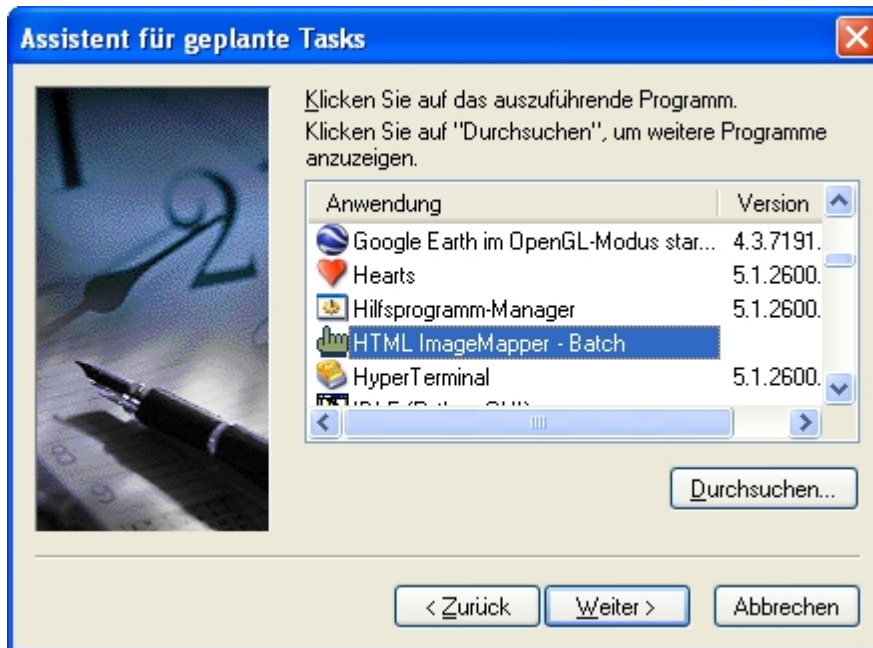 Assistent für geplante Tasks
Klicken Sie auf das auszuführende Programm.
Klicken Sie auf "Durchsuchen", um weitere Programme
anzuzeigen.
Anwendung Version
Google Earth im OpenGL-Modus star... 4.3.7191.
Hearts 5.1.2600.
Hilfsprogramm-Manager 5.1.2600.
HTML ImageMapper - Batch
HyperTerminal 5.1.2600.
Durchsuchen...
< Zurück Weiter > Abbrechen